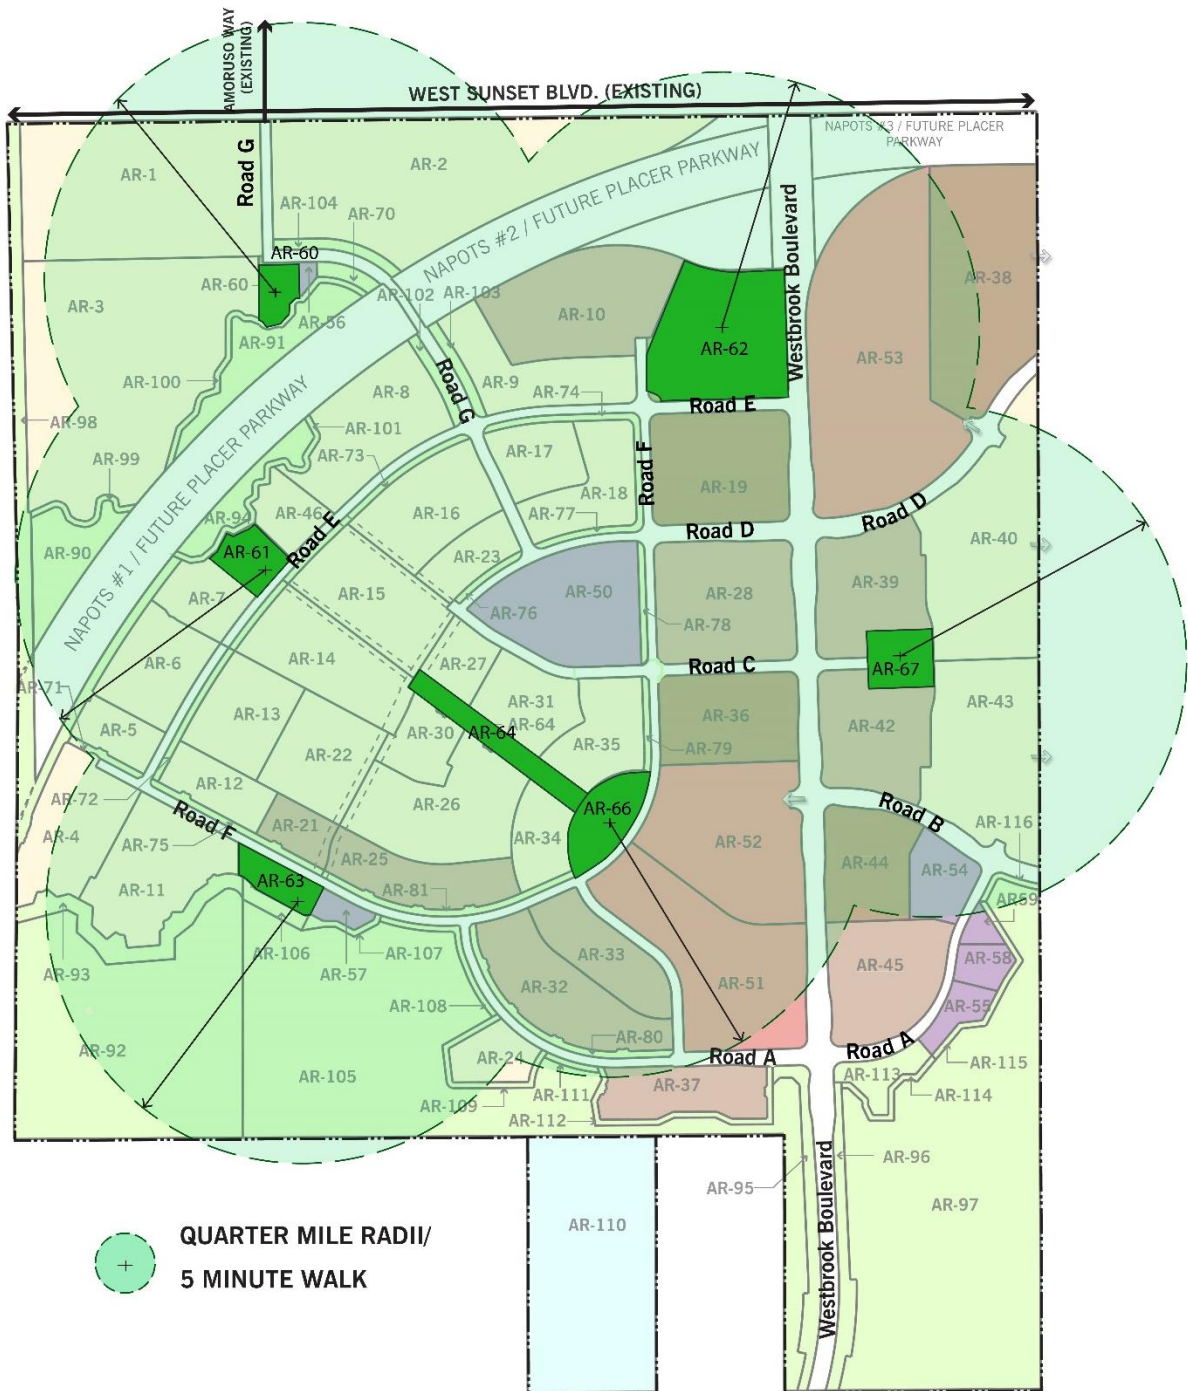 AMORUSO WAY
(EXISTING)
WEST SUNSET BLVD. (EXISTING)
NAPOTS #3 / FUTURE PLACER
PARKWAY
Road G
AR-1
AR-2
AR-104
AR-70
AR-60
AR-60
AR-3
AR-56
AR-102
AR-103
NAPOTS #2 / FUTURE PLACER PARKWAY
Westbrook Boulevard
AR-38
AR-10
AR-62
AR-53
AR-91
AR-100
AR-8
Road G
AR-9
AR-74
Road E
AR-98
AR-101
AR-73
AR-99
NAPOTS #1 / FUTURE PLACER PARKWAY
AR-17
AR-18
Road F
AR-19
AR-46
AR-16
AR-77
AR-94
Road E
Road D
Road D
AR-90
AR-61
AR-23
AR-40
AR-7
AR-15
AR-76
AR-50
AR-78
AR-28
AR-39
AR-6
AR-14
AR-27
Road C
AR-67
AR-71
AR-5
AR-13
AR-31
AR-64
AR-64
AR-30
AR-35
AR-36
AR-79
AR-42
AR-43
AR-22
AR-12
AR-72
AR-26
AR-66
Road F
AR-21
AR-4
AR-75
AR-25
AR-34
AR-52
Road B
AR-116
AR-44
AR-54
AR-11
AR-63
AR-81
AR59
AR-93
AR-106
AR-57
AR-107
AR-33
AR-32
AR-51
AR-45
AR-58
AR-55
AR-108
AR-80
AR-92
AR-105
AR-24
Road A
Road A
AR-109
AR-111
AR-37
AR-113
AR-115
AR-114
AR-112
AR-95
AR-96
Westbrook Boulevard
AR-97
AR-110
QUARTER MILE RADII/
5 MINUTE WALK